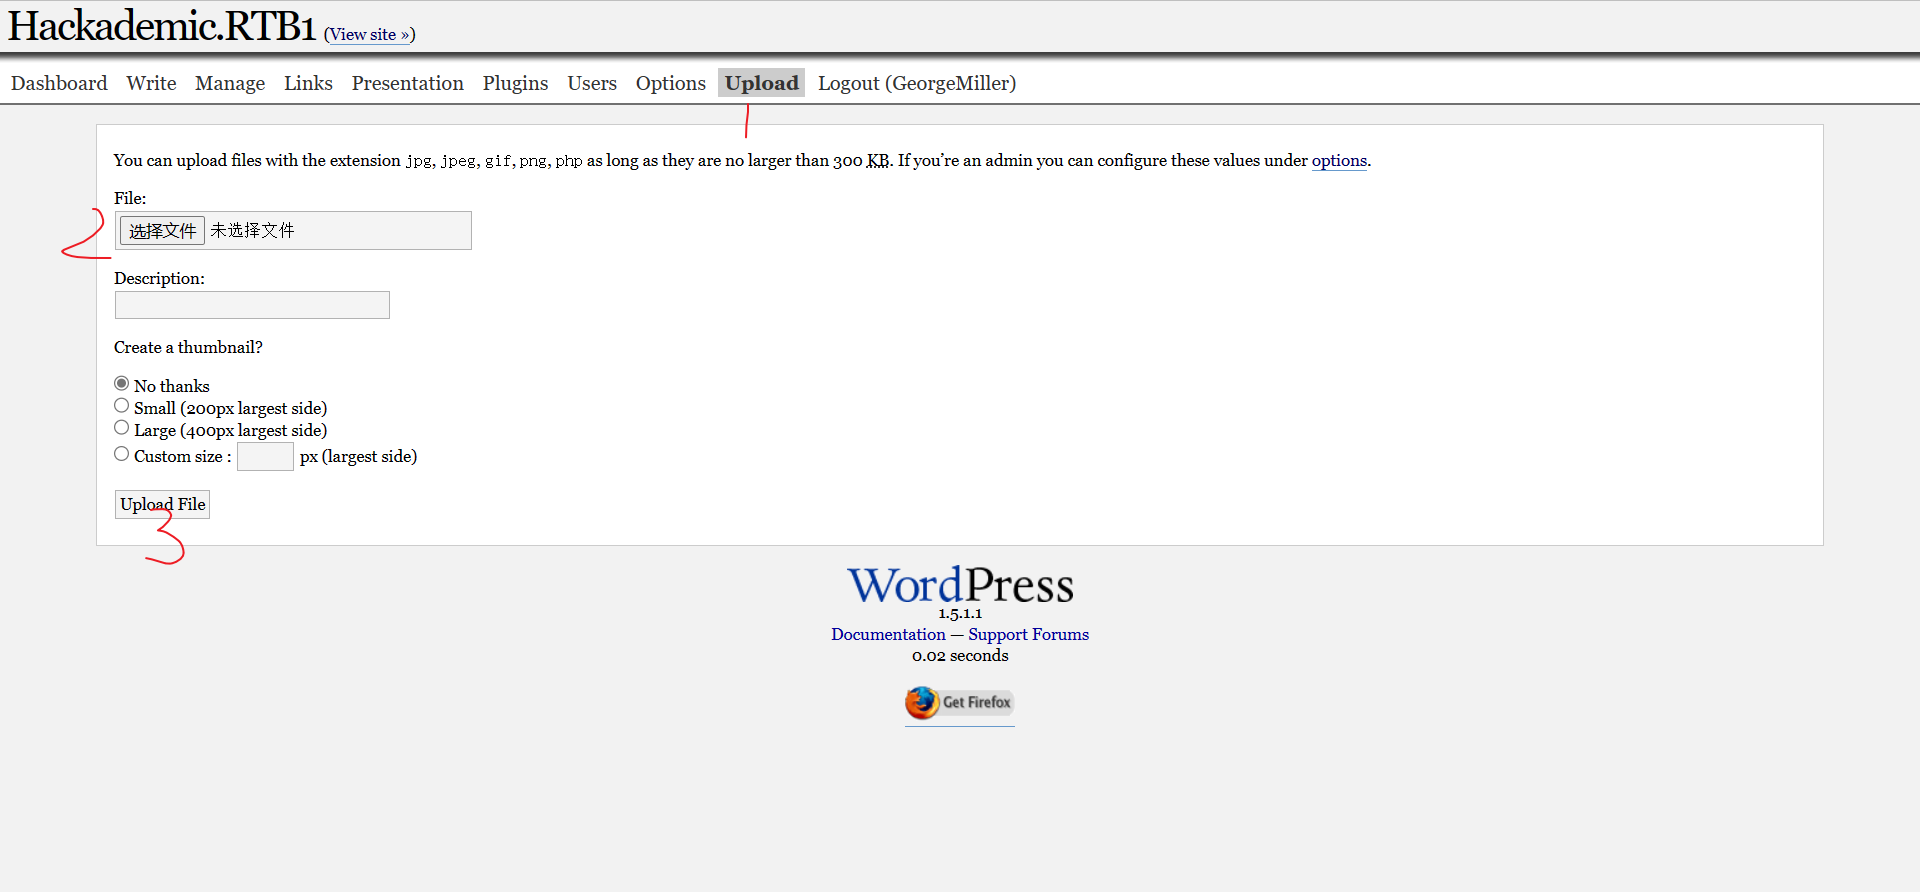 Hackademic.RTB1 (View site »)
Dashboard Write Manage Links Presentation Plugins Users Options Upload Logout (GeorgeMiller)
1
You can upload files with the extension jpg, jpeg, gif, png, php as long as they are no larger than 300 KB. If you’re an admin you can configure these values under options.
File:
2 选择文件 未选择文件
Description:
Create a thumbnail?
No thanks
Small (200px largest side)
Large (400px largest side)
Custom size : px (largest side)
Upload File
3
WordPress
1.5.1.1
Documentation — Support Forums
0.02 seconds
Get Firefox